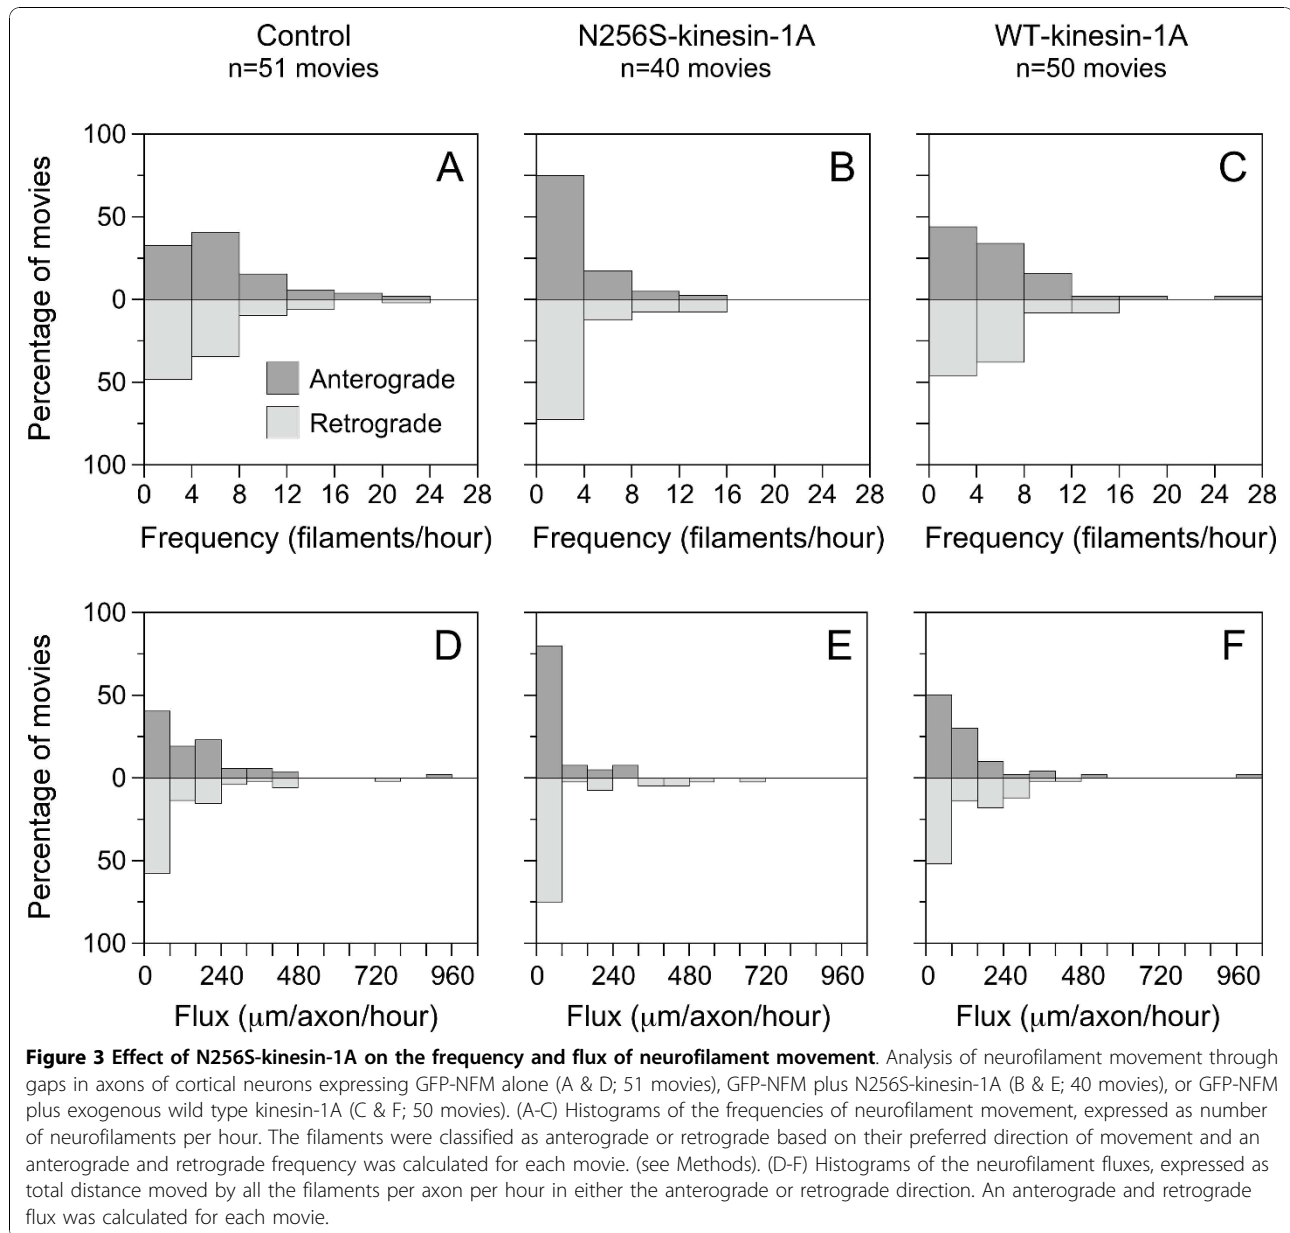 Control
n=51 movies
N256S-kinesin-1A
n=40 movies
WT-kinesin-1A
n=50 movies
Percentage of movies
100
50
0
50
100
A
B
C
Anterograde
Retrograde
0 4 8 12 16 20 24 28
0 4 8 12 16 20 24 28
0 4 8 12 16 20 24 28
Frequency (filaments/hour)
Frequency (filaments/hour)
Frequency (filaments/hour)
Percentage of movies
100
50
0
50
100
D
E
F
0 240 480 720 960
0 240 480 720 960
0 240 480 720 960
Flux (μm/axon/hour)
Flux (μm/axon/hour)
Flux (μm/axon/hour)
Figure 3 Effect of N256S-kinesin-1A on the frequency and flux of neurofilament movement. Analysis of neurofilament movement through
gaps in axons of cortical neurons expressing GFP-NFM alone (A & D; 51 movies), GFP-NFM plus N256S-kinesin-1A (B & E; 40 movies), or GFP-NFM
plus exogenous wild type kinesin-1A (C & F; 50 movies). (A-C) Histograms of the frequencies of neurofilament movement, expressed as number
of neurofilaments per hour. The filaments were classified as anterograde or retrograde based on their preferred direction of movement and an
anterograde and retrograde frequency was calculated for each movie. (see Methods). (D-F) Histograms of the neurofilament fluxes, expressed as
total distance moved by all the filaments per axon per hour in either the anterograde or retrograde direction. An anterograde and retrograde
flux was calculated for each movie.